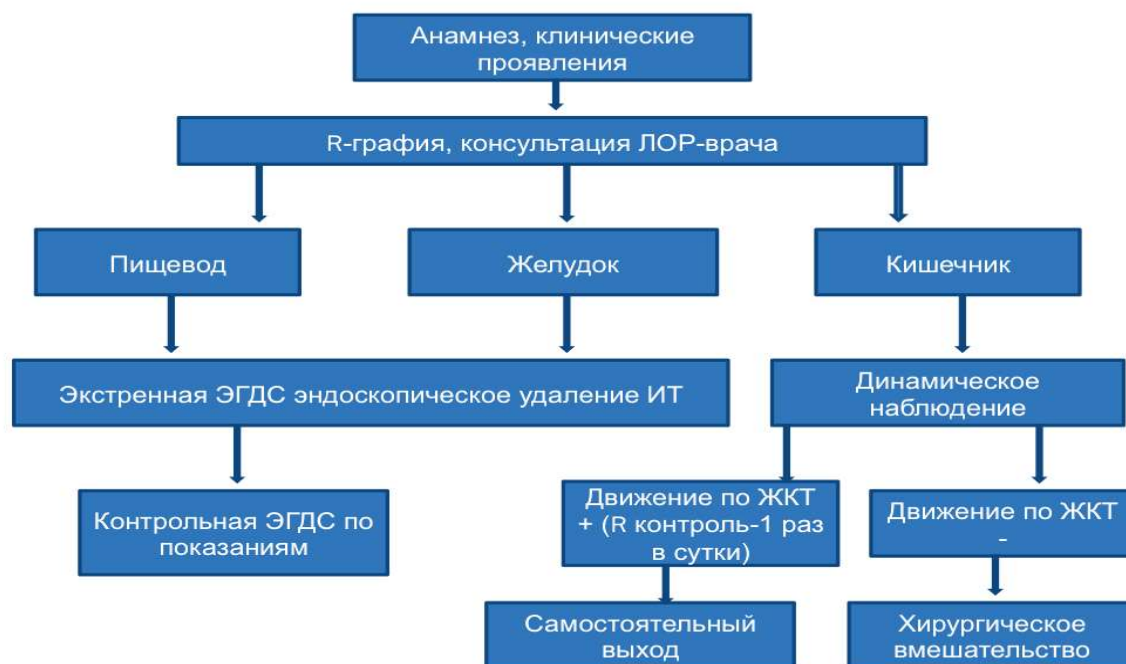 Анамнез, клинические
проявления
R-графия, консультация ЛОР-врача
Пищевод
Желудок
Кишечник
Экстренная ЭГДС эндоскопическое удаление ИТ
Динамическое
наблюдение
Контрольная ЭГДС по
показаниям
Движение по ЖКТ
+ (R контроль-1 раз
в сутки)
Движение по ЖКТ
-
Самостоятельный
выход
Хирургическое
вмешательство